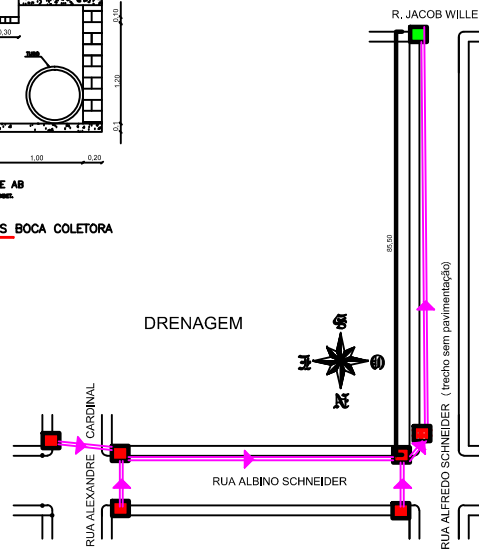 R. JACOB WILLE
0,30
0,10
TUBO
1,20
0,1
1,00
0,20
E AB
S BOCA COLETORA
85,50
DRENAGEM
S
E
O
N
RUA ALEXANDRE CARDINAL
RUA ALBINO SCHNEIDER
RUA ALFREDO SCHNEIDER (trecho sem pavimentação)